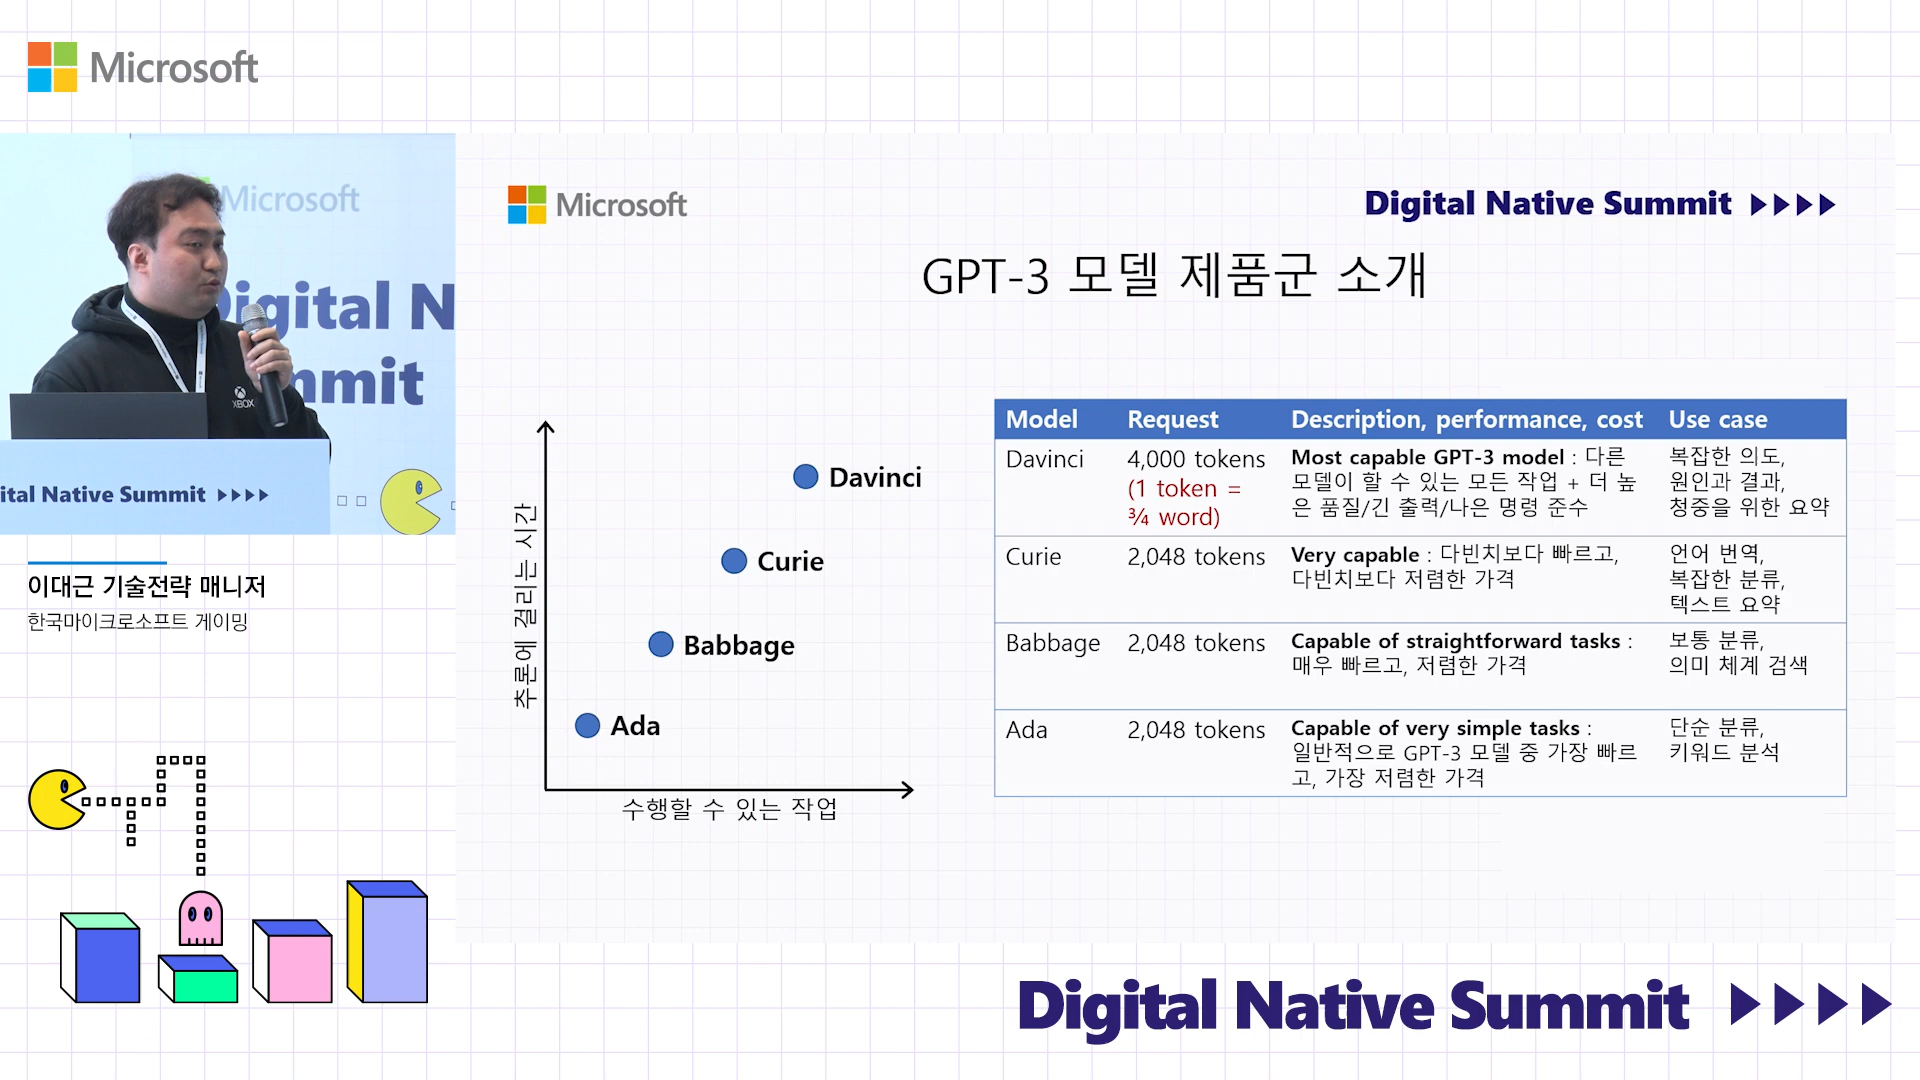 Microsoft
Microsoft
Digital N
mmit
XBOX
ital Native Summit
이대근 기술전략 매니저
한국마이크로소프트 게이밍
Microsoft
Digital Native Summit
GPT-3 모델 제품군 소개
추론에 걸리는 시간
Davinci
Curie
Babbage
Ada
수행할 수 있는 작업
Model Request Description, performance, cost Use case
Davinci
4,000 tokens
(1 token =
¾ word)
Most capable GPT-3 model : 다른
모델이 할 수 있는 모든 작업 + 더 높
은 품질/긴 출력/나은 명령 준수
복잡한 의도,
원인과 결과,
청중을 위한 요약
Curie
2,048 tokens
Very capable : 다빈치보다 빠르고,
다빈치보다 저렴한 가격
언어 번역,
복잡한 분류,
텍스트 요약
Babbage
2,048 tokens
Capable of straightforward tasks :
매우 빠르고, 저렴한 가격
보통 분류,
의미 체계 검색
Ada
2,048 tokens
Capable of very simple tasks :
일반적으로 GPT-3 모델 중 가장 빠르
고, 가장 저렴한 가격
단순 분류,
키워드 분석
Digital Native Summit